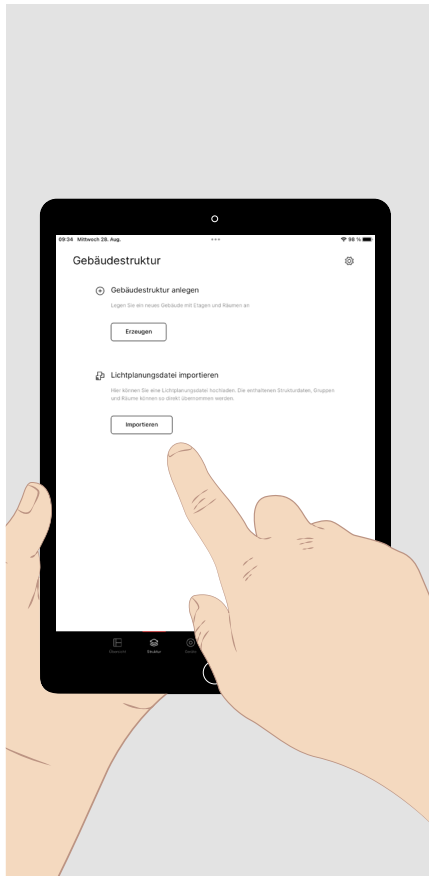 09:34 Mittwoch 28. Aug.
98 %
Gebäudestruktur
Gebäudestruktur anlegen
Legen Sie ein neues Gebäude mit Etagen und Räumen an
Erzeugen
Lichtplanungsdatei importieren
Hier können Sie eine Lichtplanungsdatei hochladen. Die enthaltenen Strukturdaten, Gruppen
und Räume können so direkt übernommen werden.
Importieren
Übersicht
Struktur
Geräte